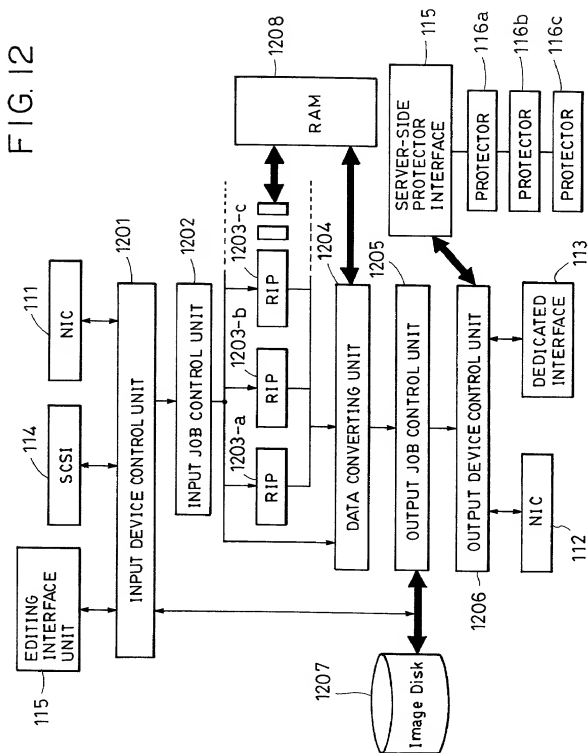 FIG. 12
115
EDITING
INTERFACE
UNIT
114
SCSI
111
NIC
1201
INPUT DEVICE CONTROL UNIT
1202
INPUT JOB CONTROL UNIT
1203-a
RIP
1203-b
RIP
1203-c
RIP
1208
RAM
1204
DATA CONVERTING UNIT
1205
OUTPUT JOB CONTROL UNIT
1206
OUTPUT DEVICE CONTROL UNIT
1207
Image Disk
112
NIC
113
DEDICATED INTERFACE
115
SERVER-SIDE
PROTECTOR
INTERFACE
116a
PROTECTOR
116b
PROTECTOR
116c
PROTECTOR